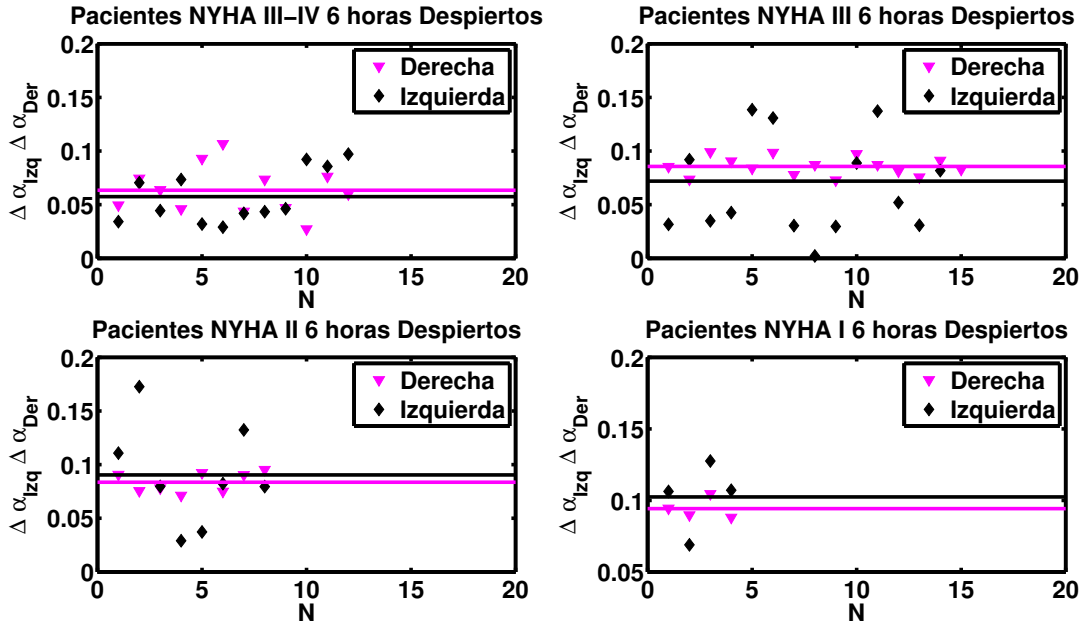 Pacientes NYHA III−IV 6 horas Despiertos
0.2
0.15
0.1
0.05
0
0 5 10 15 20
N
Δ α_Izq Δ α_Der
Derecha
Izquierda
Pacientes NYHA III 6 horas Despiertos
0.2
0.15
0.1
0.05
0
0 5 10 15 20
N
Δ α_Izq Δ α_Der
Derecha
Izquierda
Pacientes NYHA II 6 horas Despiertos
0.2
0.15
0.1
0.05
0
0 5 10 15 20
N
Δ α_Izq Δ α_Der
Derecha
Izquierda
Pacientes NYHA I 6 horas Despiertos
0.2
0.15
0.1
0.05
0 5 10 15 20
N
Δ α_Izq Δ α_Der
Derecha
Izquierda